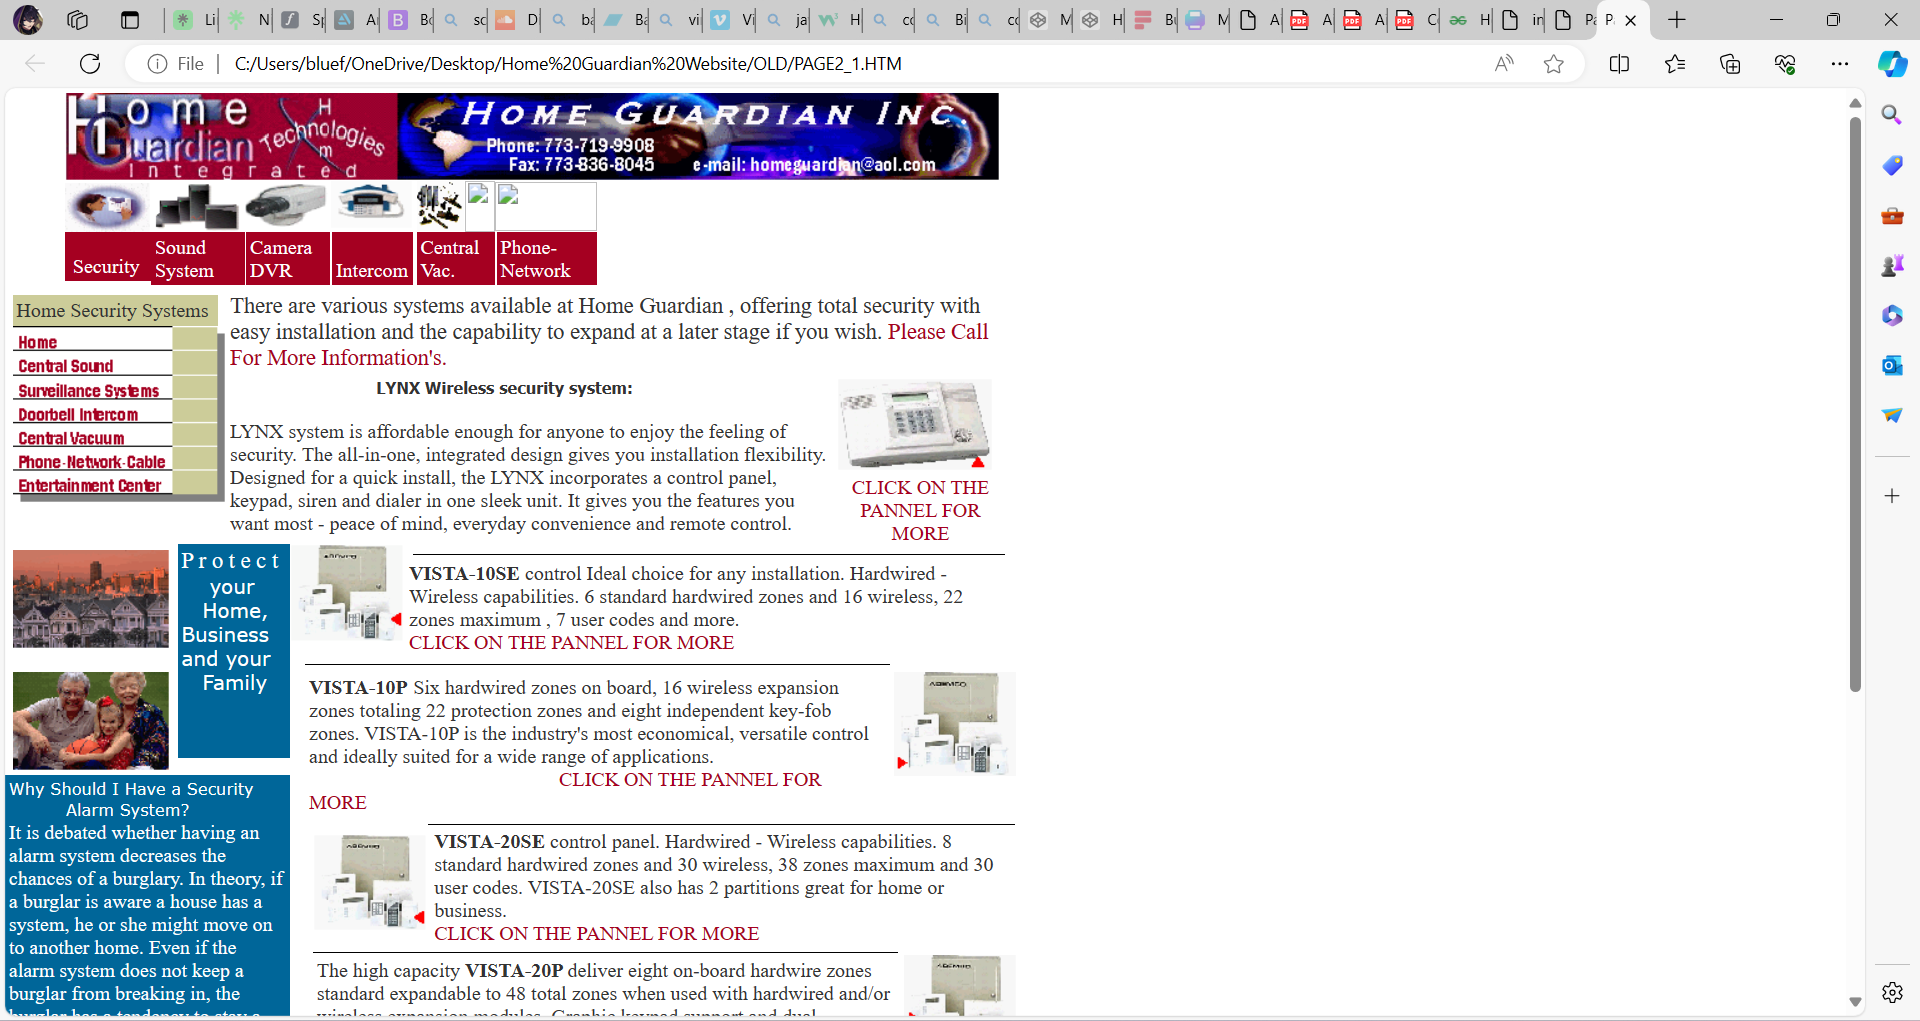 File
C:/Users/bluef/OneDrive/Desktop/Home%20Guardian%20Website/OLD/PAGE2_1.HTM
Home
Guardian
Integrated
Technologies
Hm
HOME GUARDIAN INC.
Phone: 773-719-9908
Fax: 773-836-8045 e-mail: homeguardian@aol.com
Security
Sound
System
Camera
DVR
Intercom
Central
Vac.
Phone-
Network
Home Security Systems
Home
Central Sound
Surveillance Systems
Doorbell Intercom
Central Vacuum
Phone-Network-Cable
Entertainment Center
There are various systems available at Home Guardian , offering total security with
easy installation and the capability to expand at a later stage if you wish. Please Call
For More Information's.
LYNX Wireless security system:
LYNX system is affordable enough for anyone to enjoy the feeling of
security. The all-in-one, integrated design gives you installation flexibility.
Designed for a quick install, the LYNX incorporates a control panel,
keypad, siren and dialer in one sleek unit. It gives you the features you
want most - peace of mind, everyday convenience and remote control.
CLICK ON THE
PANNEL FOR
MORE
Protect
your
Home,
Business
and your
Family
VISTA-10SE control Ideal choice for any installation. Hardwired -
Wireless capabilities. 6 standard hardwired zones and 16 wireless, 22
zones maximum , 7 user codes and more.
CLICK ON THE PANNEL FOR MORE
VISTA-10P Six hardwired zones on board, 16 wireless expansion
zones totaling 22 protection zones and eight independent key-fob
zones. VISTA-10P is the industry's most economical, versatile control
and ideally suited for a wide range of applications.
CLICK ON THE PANNEL FOR
MORE
Why Should I Have a Security
Alarm System?
It is debated whether having an
alarm system decreases the
chances of a burglary. In theory, if
a burglar is aware a house has a
system, he or she might move on
to another home. Even if the
alarm system does not keep a
burglar from breaking in, the
burglar has a tendency to stay a
VISTA-20SE control panel. Hardwired - Wireless capabilities. 8
standard hardwired zones and 30 wireless, 38 zones maximum and 30
user codes. VISTA-20SE also has 2 partitions great for home or
business.
CLICK ON THE PANNEL FOR MORE
The high capacity VISTA-20P deliver eight on-board hardwire zones
standard expandable to 48 total zones when used with hardwired and/or
wireless expansion modules. Graphic keypad support and dual